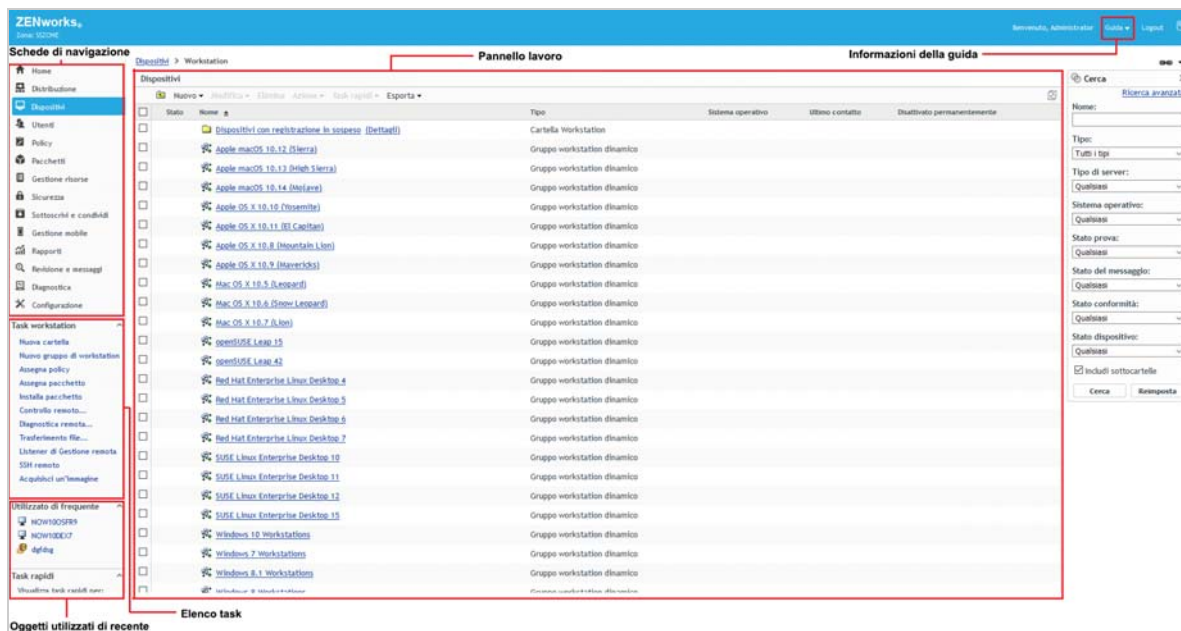 ZENworks®
Benvenuto, Administrator
Guida
Logout
Schede di navigazione
Pannello lavoro
Informazioni della guida
Home
Distribuzione
Dispositivi
Utenti
Policy
Pacchetti
Gestione risorse
Sicurezza
Sottoscrivi e condividi
Gestione mobile
Rapporti
Revisione e messaggi
Diagnostica
Configurazione
Task workstation
Nuova cartella
Nuovo gruppo di workstation
Assegna policy
Assegna pacchetto
Installa pacchetto
Controllo remoto...
Diagnostica remota...
Trasferimento file...
Listener di Gestione remota
SSH remoto
Acquisisci un'immagine
Utilizzato di frequente
dgfdsg
Task rapidi
Visualizza task rapidi per:
Oggetti utilizzati di recente
Elenco task
Dispositivi > Workstation
Dispositivi
Nuovo Modifica Elimina Azione Task rapidi Esporta
Stato Nome Tipo Sistema operativo Ultimo contatto Disattivato permanentemente
Dispositivi con registrazione in sospeso (Dettagli) Cartella Workstation
Apple macOS 10.12 (Sierra) Gruppo workstation dinamico
Apple macOS 10.13 (High Sierra) Gruppo workstation dinamico
Apple macOS 10.14 (Mojave) Gruppo workstation dinamico
Apple OS X 10.10 (Yosemite) Gruppo workstation dinamico
Apple OS X 10.11 (El Capitan) Gruppo workstation dinamico
Apple OS X 10.8 (Mountain Lion) Gruppo workstation dinamico
Apple OS X 10.9 (Mavericks) Gruppo workstation dinamico
Mac OS X 10.5 (Leopard) Gruppo workstation dinamico
Mac OS X 10.6 (Snow Leopard) Gruppo workstation dinamico
Mac OS X 10.7 (Lion) Gruppo workstation dinamico
openSUSE Leap 15 Gruppo workstation dinamico
openSUSE Leap 42 Gruppo workstation dinamico
Red Hat Enterprise Linux Desktop 4 Gruppo workstation dinamico
Red Hat Enterprise Linux Desktop 5 Gruppo workstation dinamico
Red Hat Enterprise Linux Desktop 6 Gruppo workstation dinamico
Red Hat Enterprise Linux Desktop 7 Gruppo workstation dinamico
SUSE Linux Enterprise Desktop 10 Gruppo workstation dinamico
SUSE Linux Enterprise Desktop 11 Gruppo workstation dinamico
SUSE Linux Enterprise Desktop 12 Gruppo workstation dinamico
SUSE Linux Enterprise Desktop 15 Gruppo workstation dinamico
Windows 10 Workstations Gruppo workstation dinamico
Windows 7 Workstations Gruppo workstation dinamico
Windows 8.1 Workstations Gruppo workstation dinamico
Windows 8 Workstations Gruppo workstation dinamico
Cerca
Ricerca avanzat
Nome:
Tipo:
Tutti i tipi
Tipo di server:
Qualsiasi
Sistema operativo:
Qualsiasi
Stato prova:
Qualsiasi
Stato del messaggio:
Qualsiasi
Stato conformità:
Qualsiasi
Stato dispositivo:
Qualsiasi
Includi sottocartelle
Cerca Reimposta